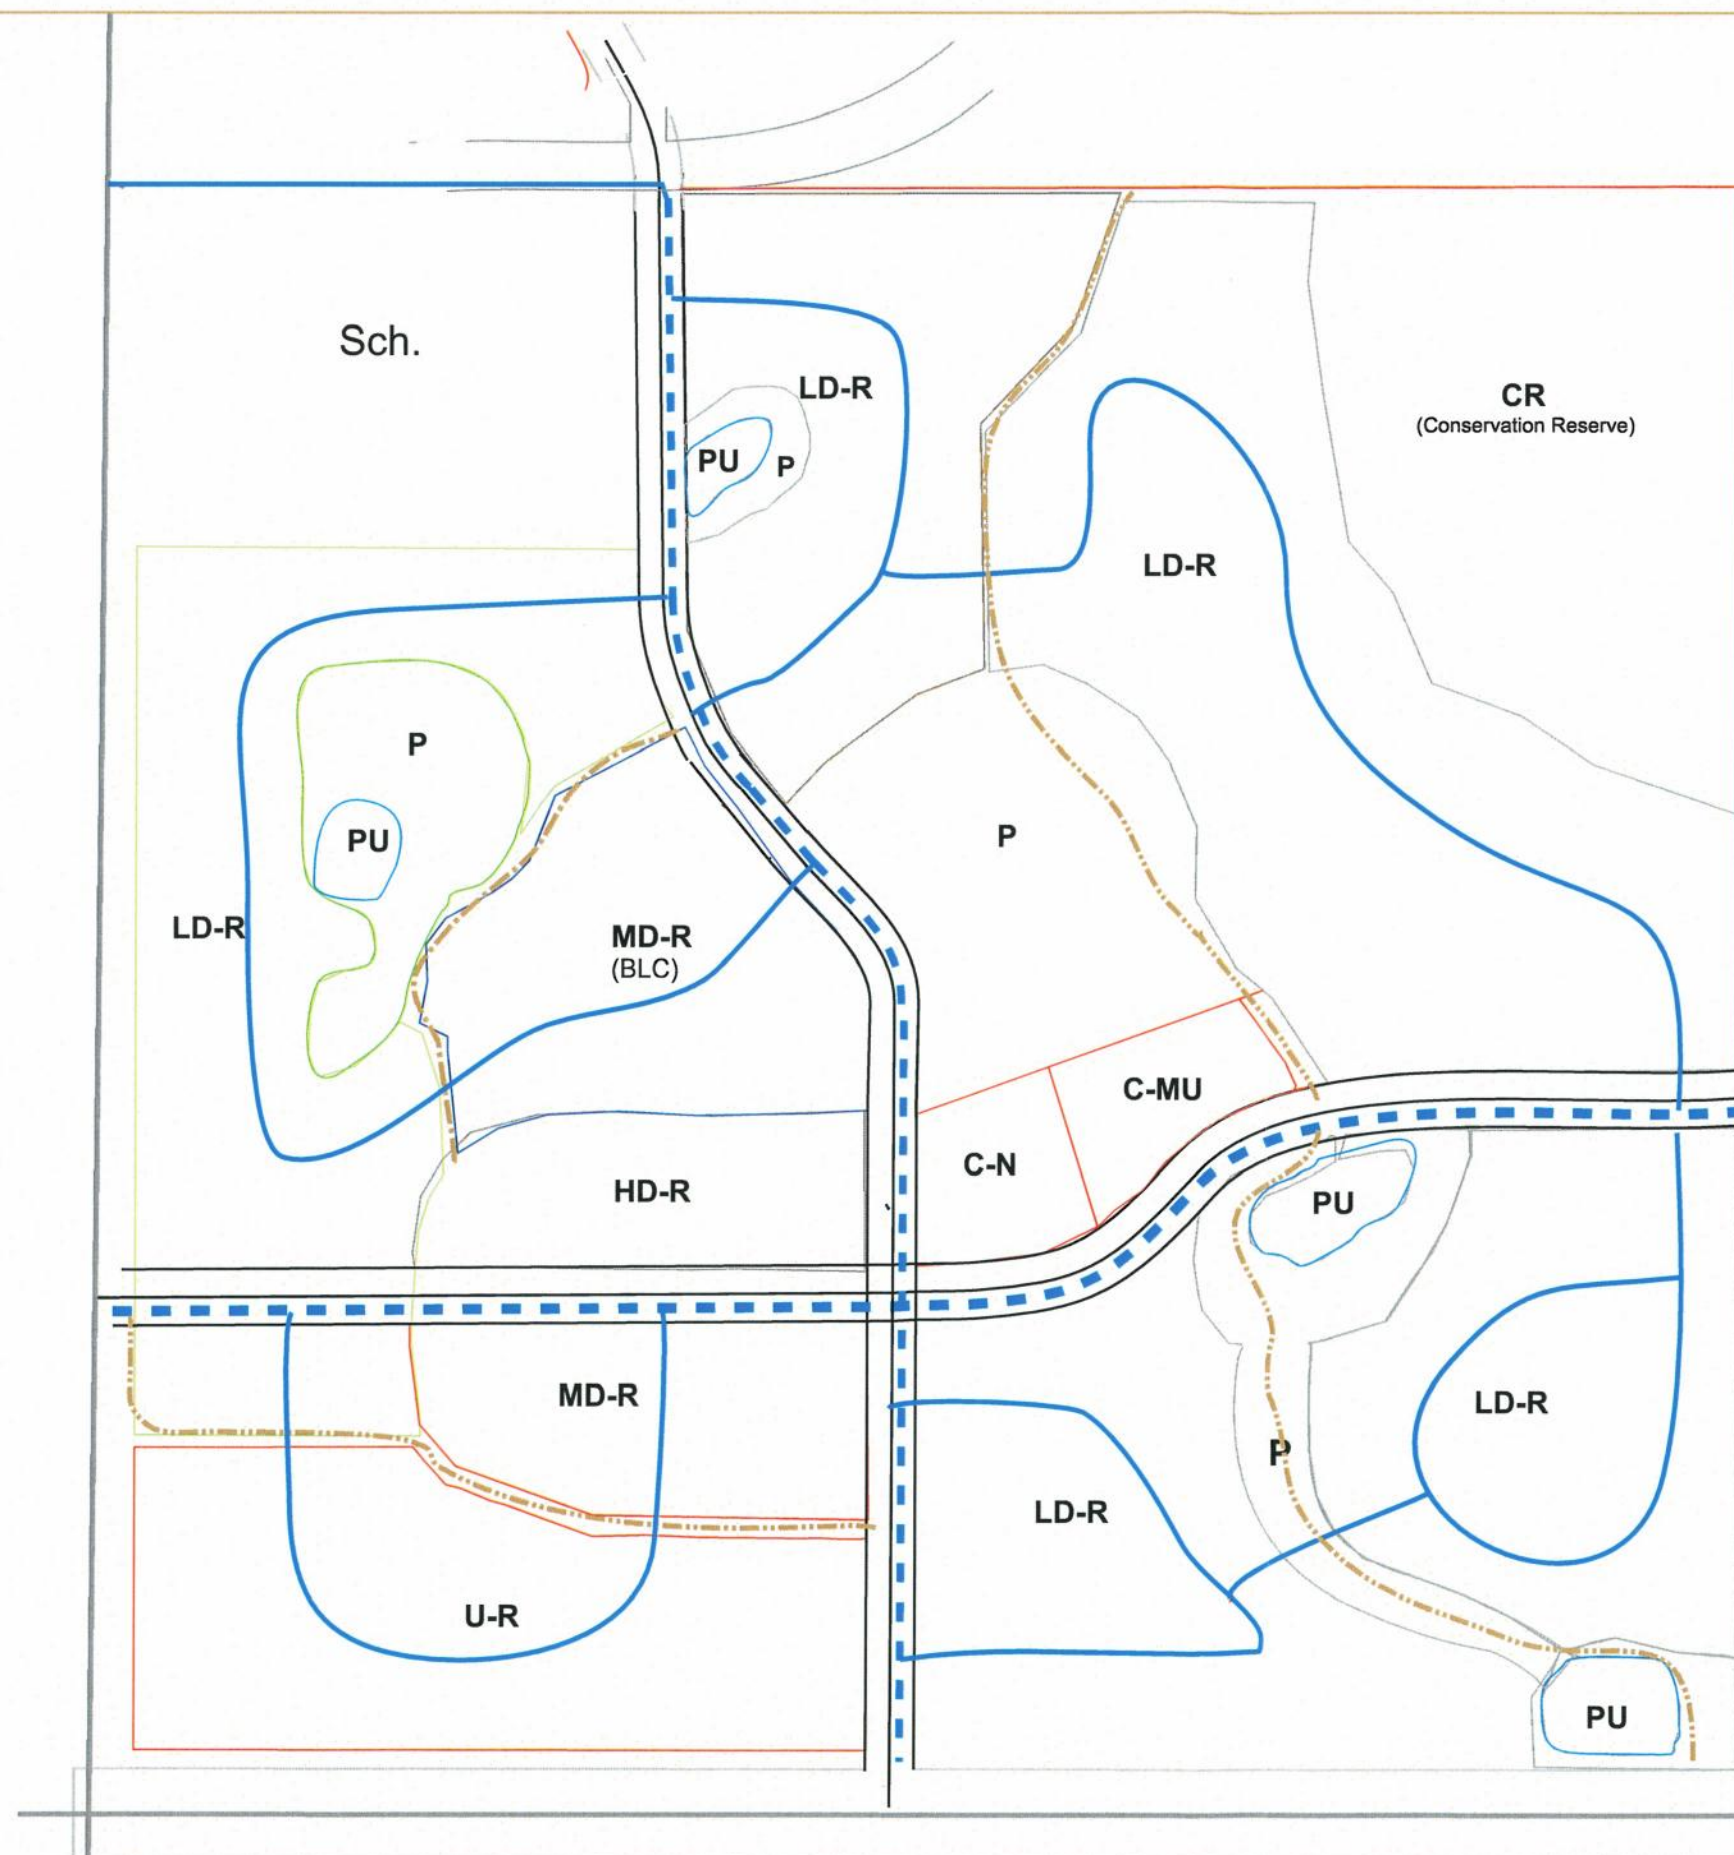 Sch.
LD-R
CR
(Conservation Reserve)
PU
P
LD-R
P
P
PU
LD-R
MD-R
(BLC)
C-MU
C-N
HD-R
PU
MD-R
LD-R
P
LD-R
U-R
PU